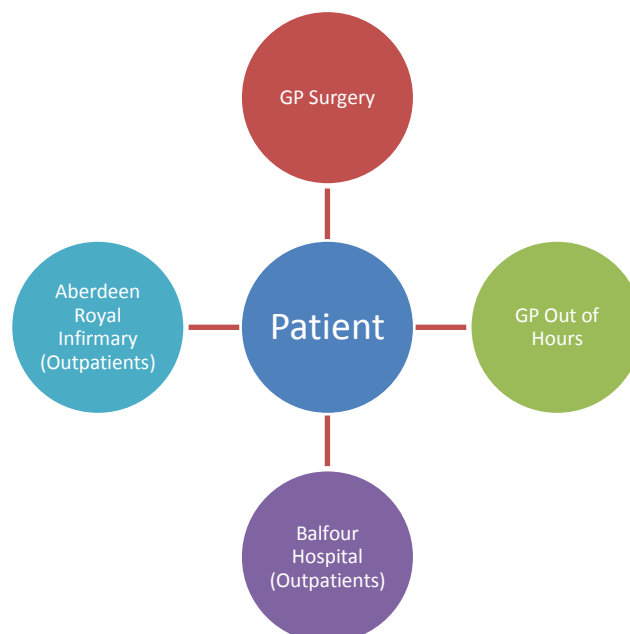 GP Surgery
Aberdeen
Royal
Infirmary
(Outpatients)
Patient
GP Out of
Hours
Balfour
Hospital
(Outpatients)